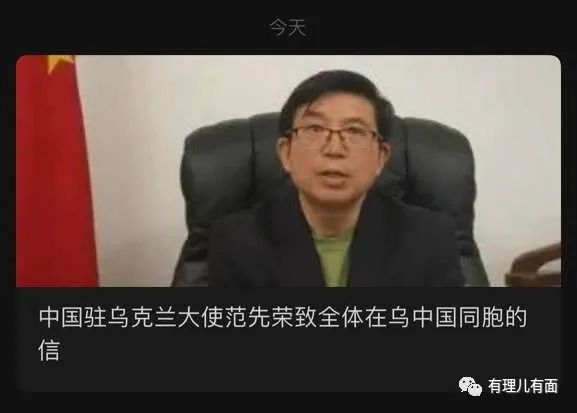 今天
中国驻乌克兰大使范先荣致全体在乌中国同胞的
信
有理儿有面